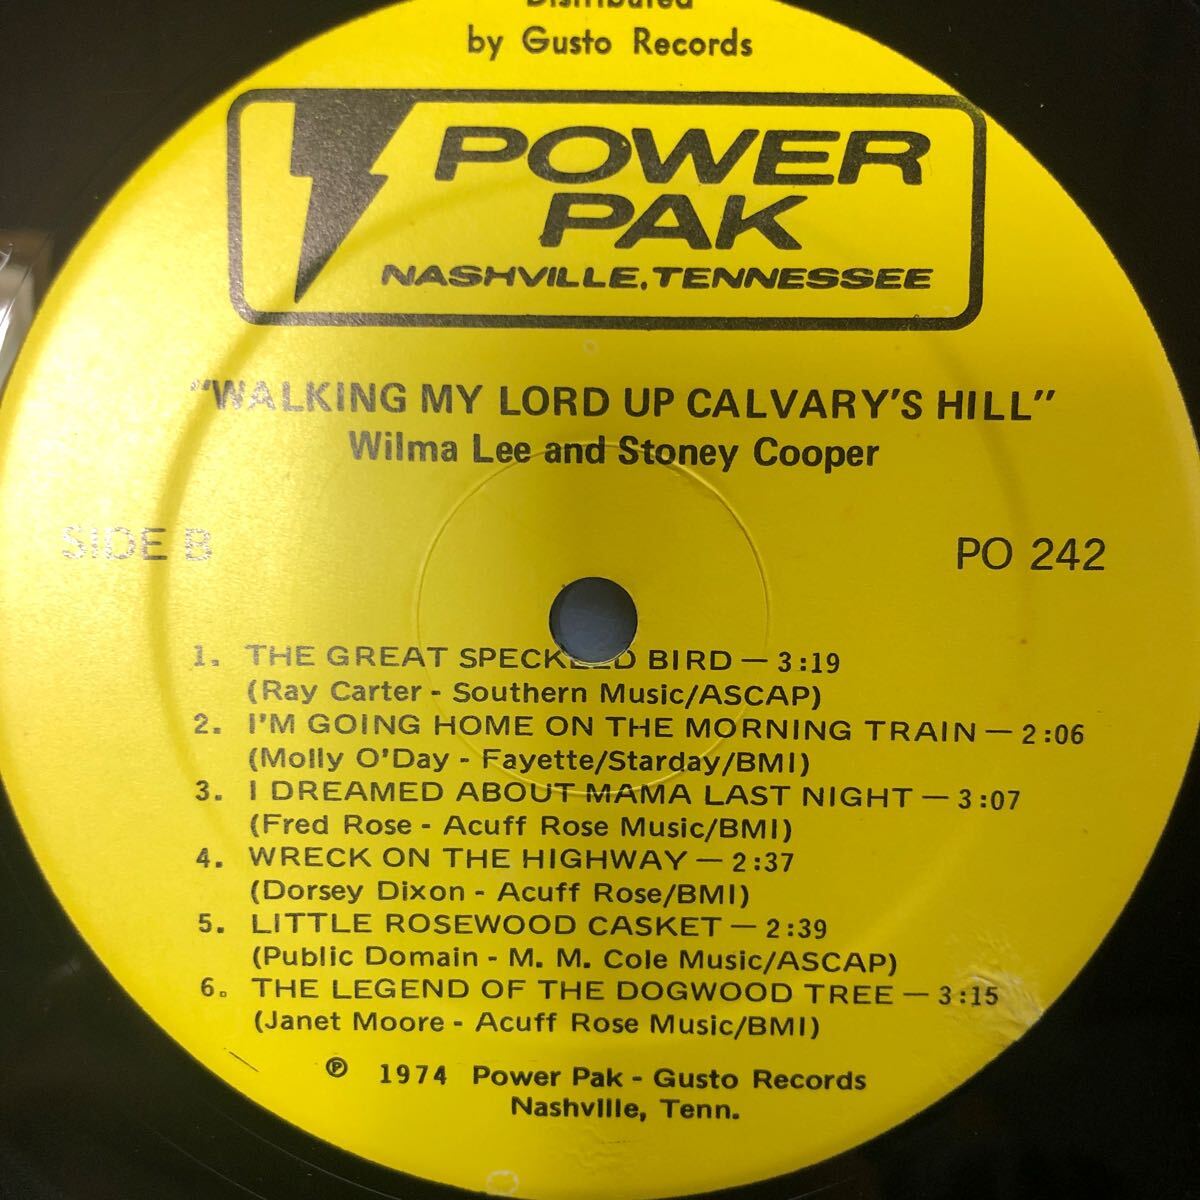 Distributed
by Gusto Records
POWER
PAK
NASHVILLE, TENNESSEE
"WALKING MY LORD UP CALVARY'S HILL"
Wilma Lee and Stoney Cooper
SIDE B
PO 242
1. THE GREAT SPECKLED BIRD — 3:19
(Ray Carter - Southern Music/ASCAP)
2. I'M GOING HOME ON THE MORNING TRAIN — 2:06
(Molly O'Day - Fayette/Starday/BMI)
3. I DREAMED ABOUT MAMA LAST NIGHT — 3:07
(Fred Rose - Acuff Rose Music/BMI)
4. WRECK ON THE HIGHWAY — 2:37
(Dorsey Dixon - Acuff Rose/BMI)
5. LITTLE ROSEWOOD CASKET — 2:39
(Public Domain - M. M. Cole Music/ASCAP)
6. THE LEGEND OF THE DOGWOOD TREE — 3:15
(Janet Moore - Acuff Rose Music/BMI)
℗ 1974 Power Pak - Gusto Records
Nashville, Tenn.